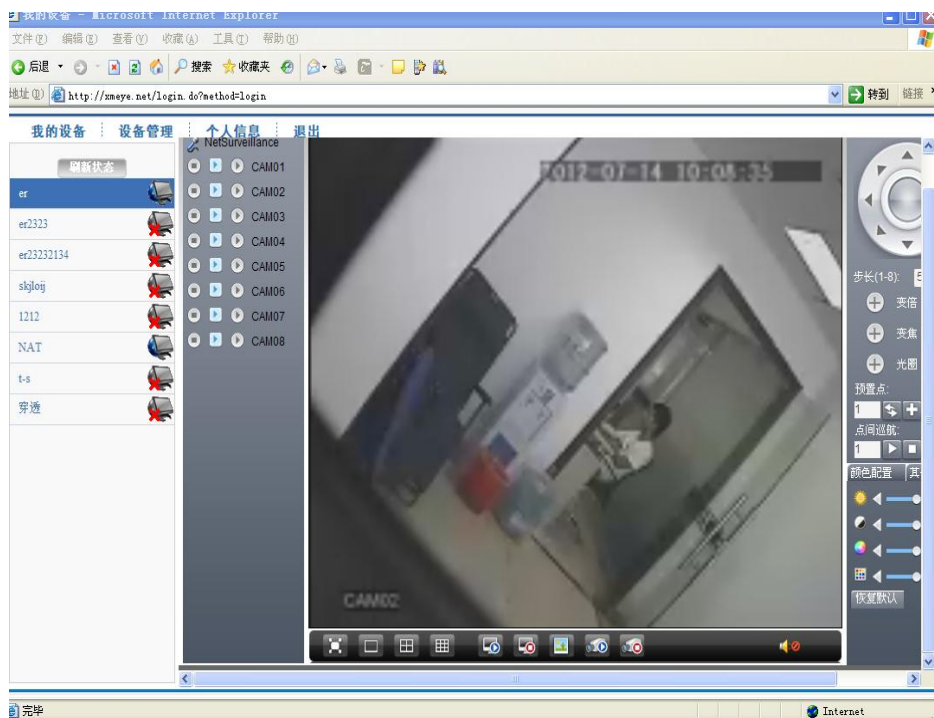 我的设备 - Microsoft Internet Explorer
文件(F) 编辑(E) 查看(V) 收藏(A) 工具(T) 帮助(H)
后退 搜索 收藏夹
地址(D) http://xmeye.net/login.do?method=login 转到 链接
我的设备 设备管理 个人信息 退出
刷新状态
er
er2323
er23232134
skjloij
1212
NAT
t-s
穿透
NetSurveillance
CAM01
CAM02
CAM03
CAM04
CAM05
CAM06
CAM07
CAM08
2012-07-14 10:08:35
CAM02
步长(1-8): 5
变倍
变焦
光圈
预置点:
1
点间巡航:
1
颜色配置 其
恢复默认
完毕 Internet